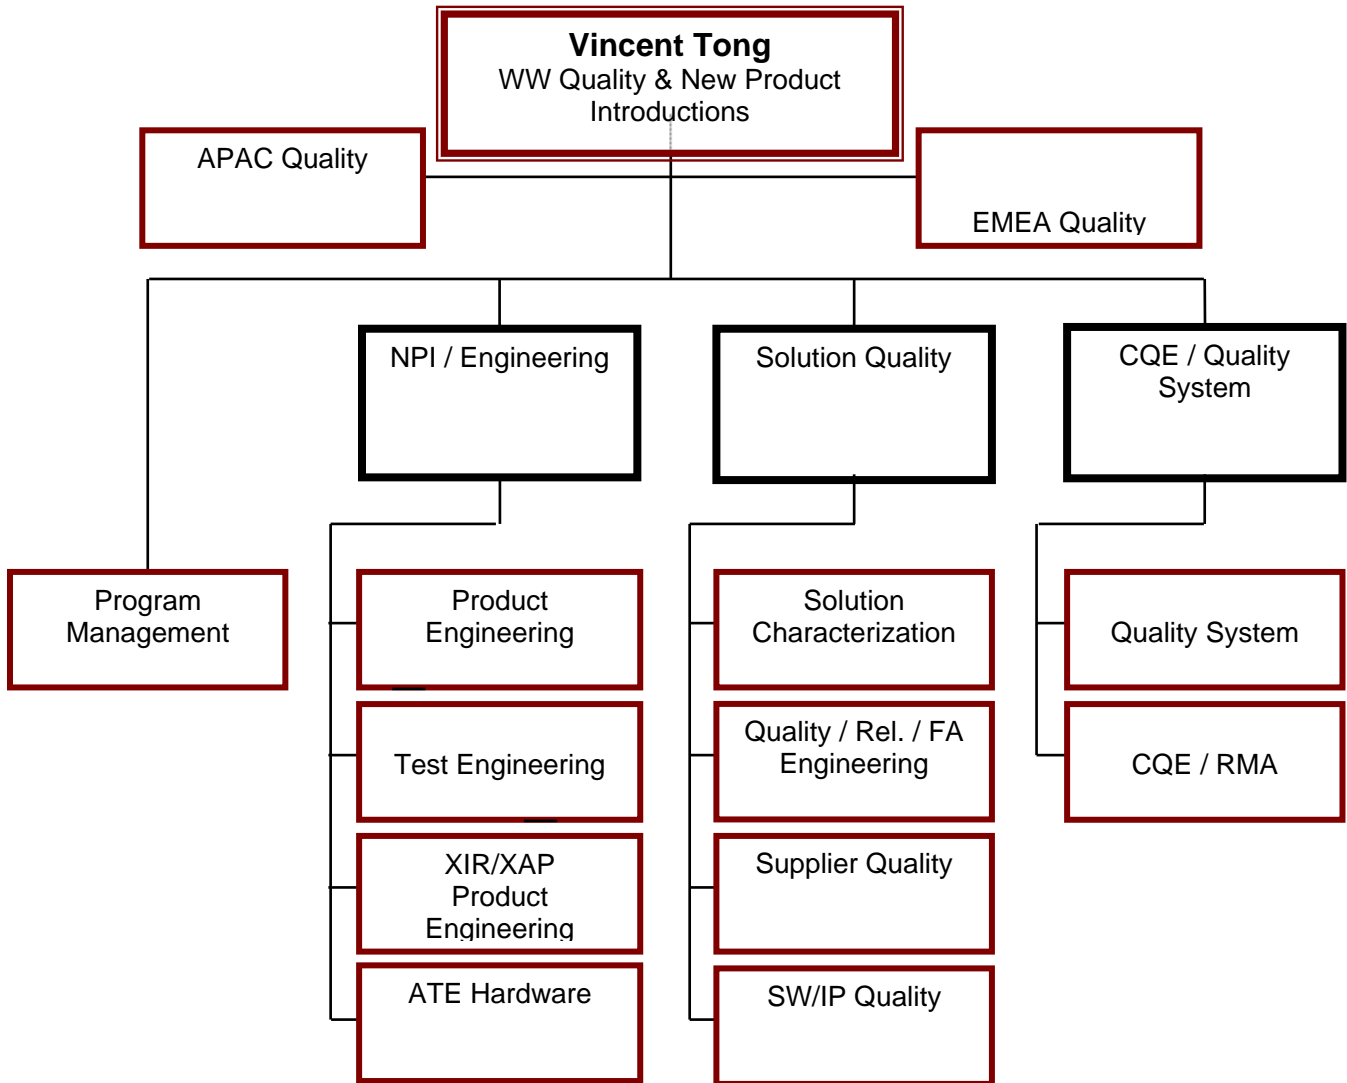 Vincent Tong
WW Quality & New Product
Introductions
APAC Quality
EMEA Quality
NPI / Engineering
Solution Quality
CQE / Quality
System
Program
Management
Product
Engineering
Solution
Characterization
Quality System
Test Engineering
Quality / Rel. / FA
Engineering
CQE / RMA
XIR/XAP
Product
Engineering
Supplier Quality
ATE Hardware
SW/IP Quality